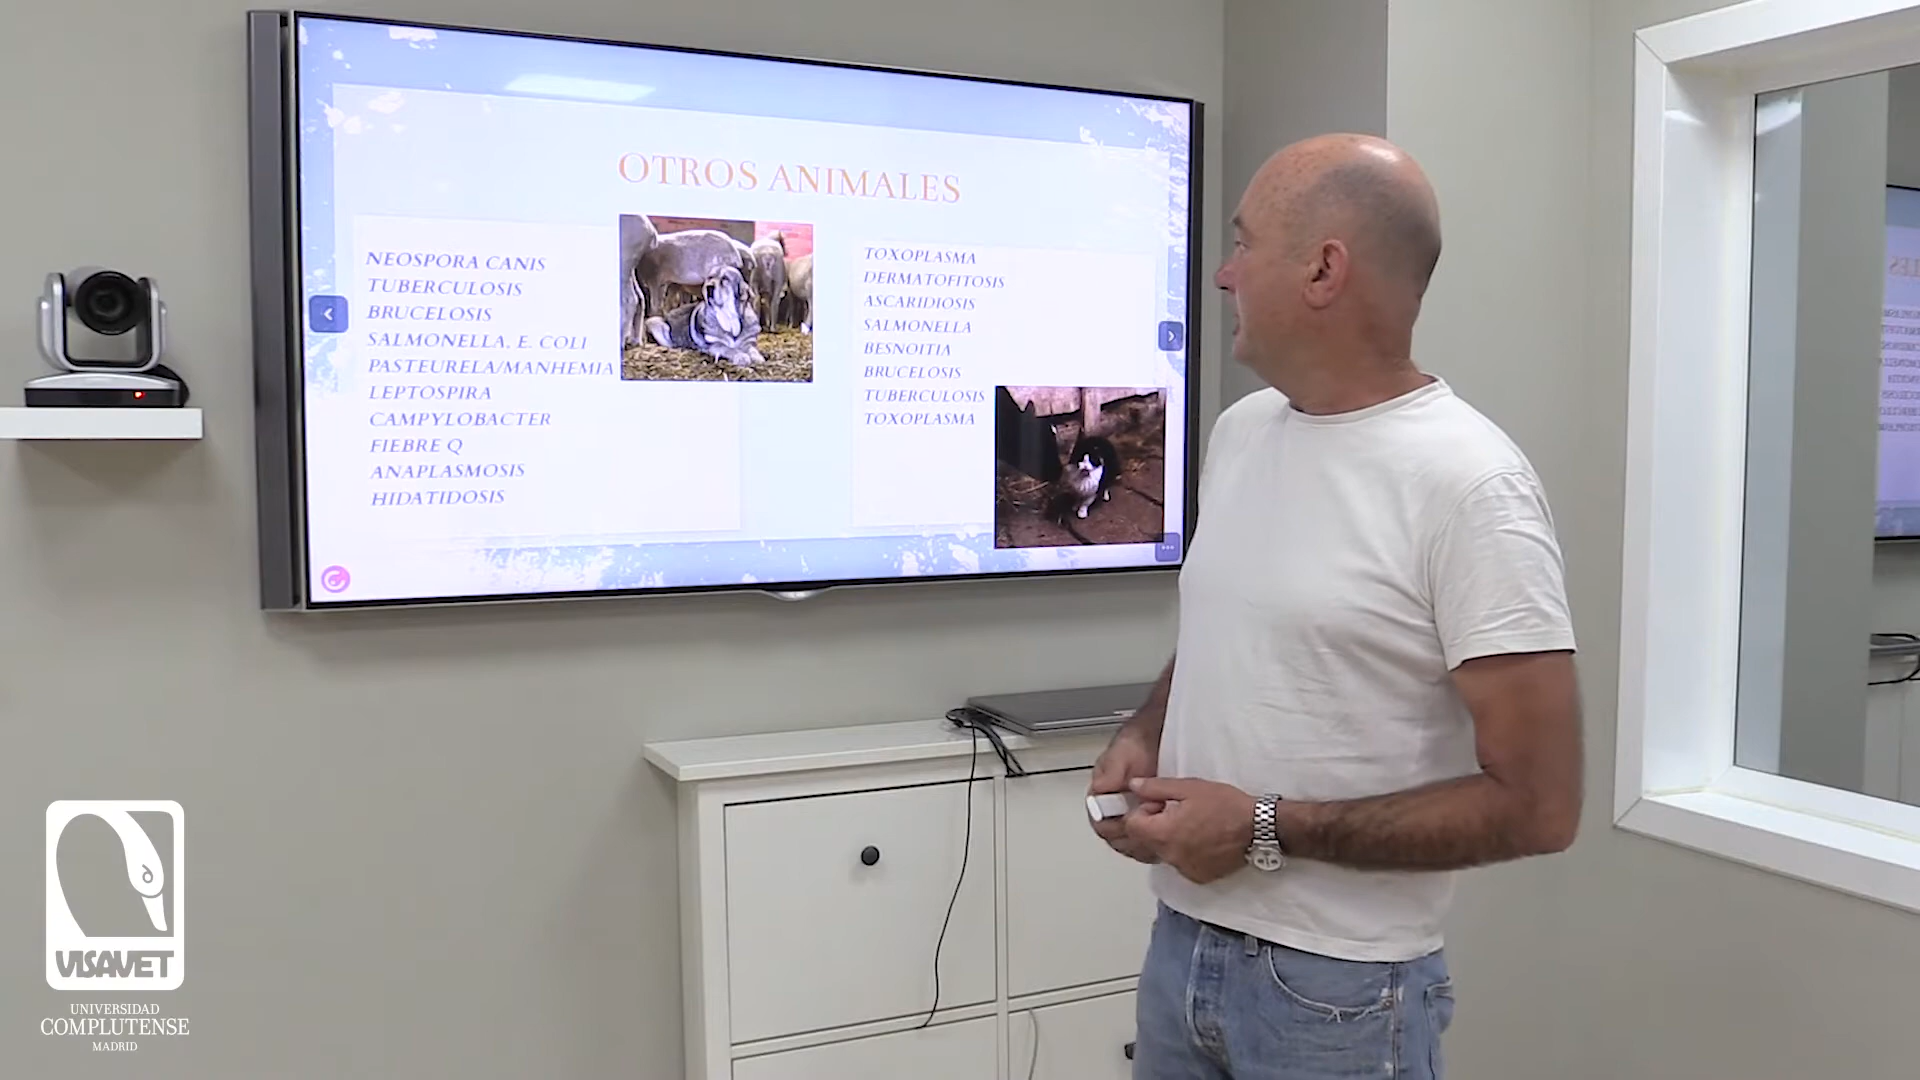 OTROS ANIMALES
NEOSPORA CANIS
TUBERCULOSIS
BRUCELOSIS
SALMONELLA, E. COLI
PASTEURELA/MANHEMIA
LEPTOSPIRA
CAMPYLOBACTER
FIEBRE Q
ANAPLASMOSIS
HIDATIDOSIS
TOXOPLASMA
DERMATOFITOSIS
ASCARIDIOSIS
SALMONELLA
BESNOITIA
BRUCELOSIS
TUBERCULOSIS
TOXOPLASMA
VISAVET
UNIVERSIDAD
COMPLUTENSE
MADRID